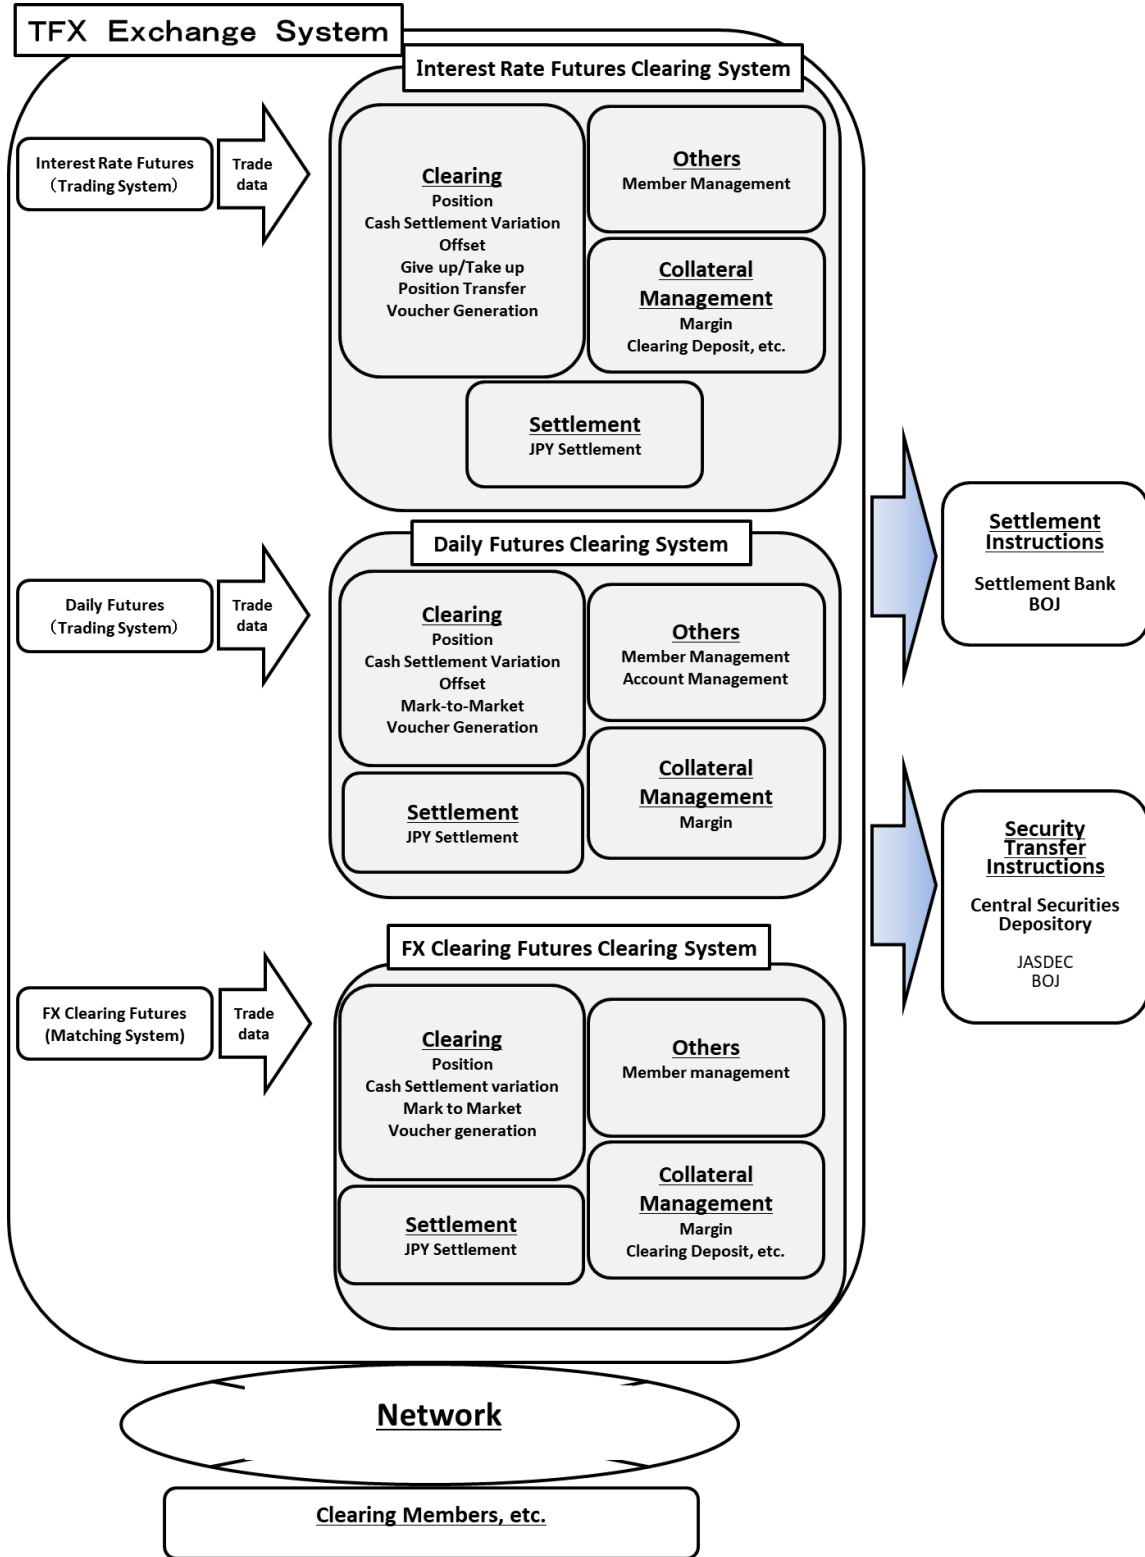 TFX Exchange System
Interest Rate Futures Clearing System
Interest Rate Futures
（Trading System）
Trade
data
Clearing
Position
Cash Settlement Variation
Offset
Give up/Take up
Position Transfer
Voucher Generation
Others
Member Management
Collateral
Management
Margin
Clearing Deposit, etc.
Settlement
JPY Settlement
Daily Futures Clearing System
Daily Futures
（Trading System）
Trade
data
Clearing
Position
Cash Settlement Variation
Offset
Mark-to-Market
Voucher Generation
Others
Member Management
Account Management
Settlement
JPY Settlement
Collateral
Management
Margin
FX Clearing Futures Clearing System
FX Clearing Futures
(Matching System)
Trade
data
Clearing
Position
Cash Settlement variation
Mark to Market
Voucher generation
Others
Member management
Settlement
JPY Settlement
Collateral
Management
Margin
Clearing Deposit, etc.
Settlement
Instructions
Settlement Bank
BOJ
Security
Transfer
Instructions
Central Securities
Depository
JASDEC
BOJ
Network
Clearing Members, etc.